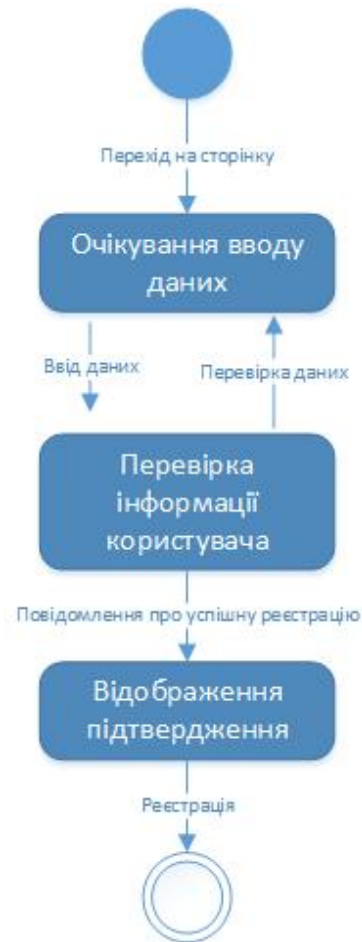 Перехід на сторінку
Очікування вводу
даних
Ввід даних
Перевірка даних
Перевірка
інформації
користувача
Повідомлення про успішну реєстрацію
Відображення
підтвердження
Реєстрація